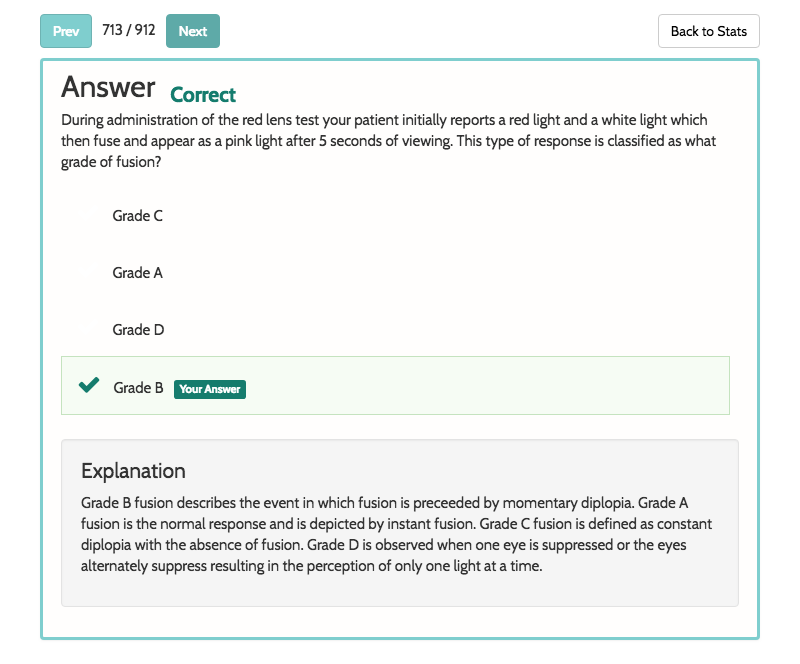 Prev 713 / 912 Next Back to Stats
Answer Correct
During administration of the red lens test your patient initially reports a red light and a white light which
then fuse and appear as a pink light after 5 seconds of viewing. This type of response is classified as what
grade of fusion?
Grade C
Grade A
Grade D
Grade B Your Answer
Explanation
Grade B fusion describes the event in which fusion is preceeded by momentary diplopia. Grade A
fusion is the normal response and is depicted by instant fusion. Grade C fusion is defined as constant
diplopia with the absence of fusion. Grade D is observed when one eye is suppressed or the eyes
alternately suppress resulting in the perception of only one light at a time.